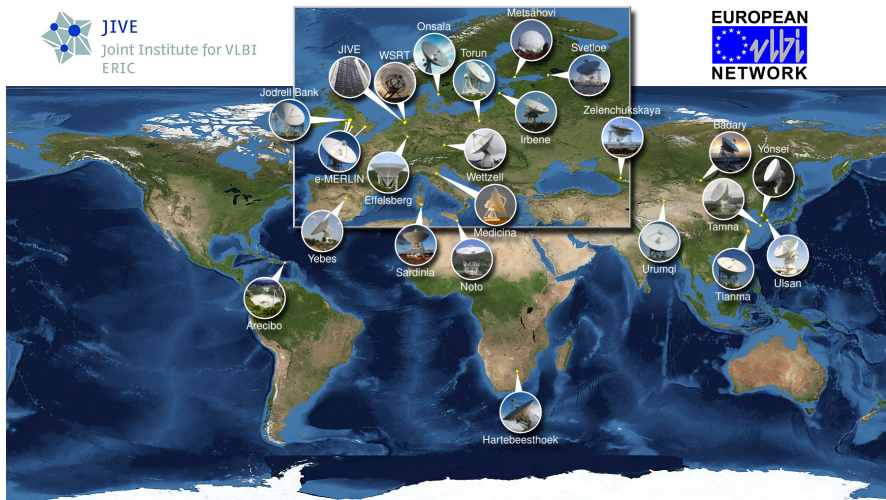 JIVE
Joint Institute for VLBI
ERIC
EUROPEAN
vlbi
NETWORK
Metsähovi
Onsala
JIVE
WSRT
Torun
Svetloe
Jodrell Bank
Zelenchukskaya
Irbene
Badary
Yonsei
e-MERLIN
Wettzell
Effelsberg
Tamna
Medicina
Yebes
Sardinia
Noto
Urumqi
Ulsan
Tianma
Arecibo
Hartebeesthoek